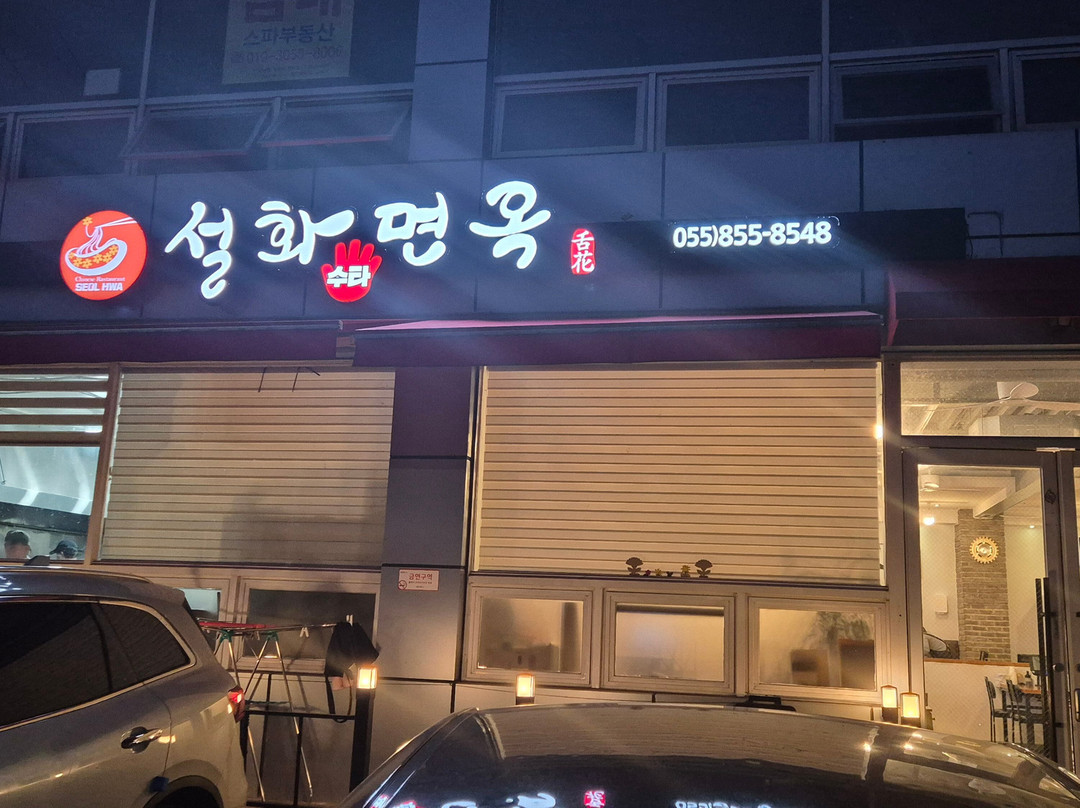 스파부동산
Chinese Restaurant
SEOL HWA
설화면옥
수타
舌花
055)855-8548
금연구역